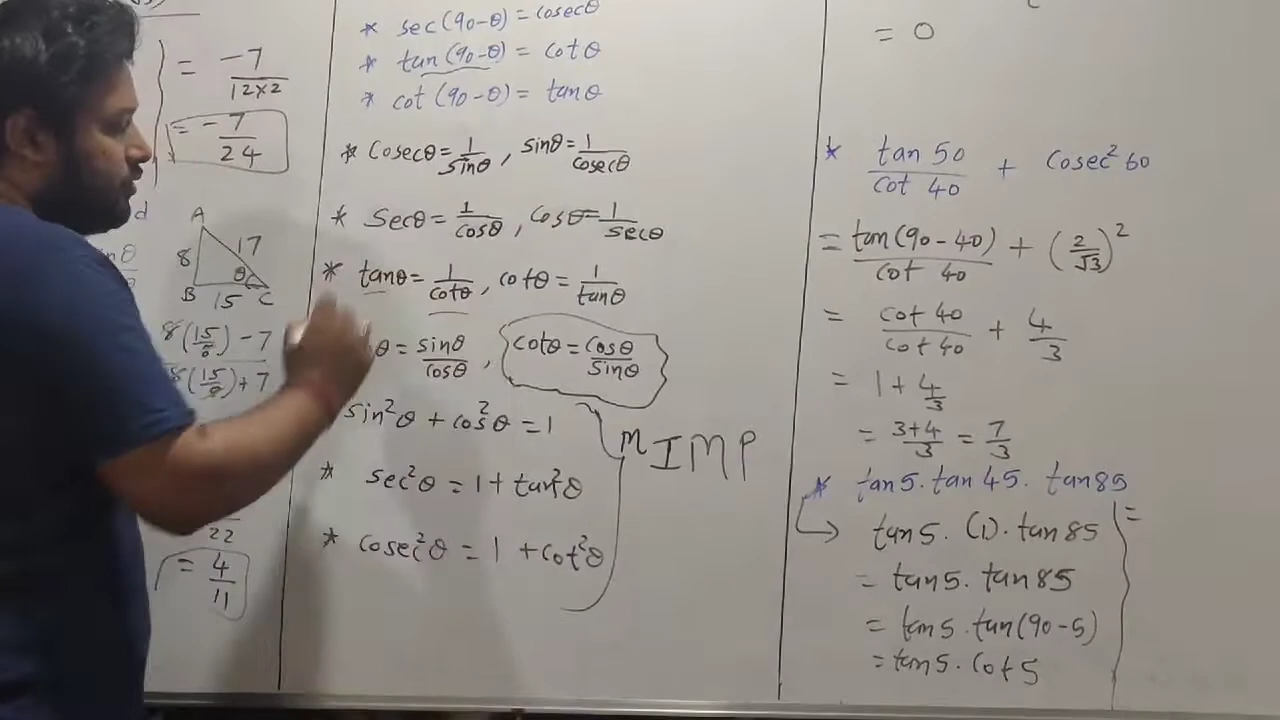 = -7/12×2
= -7/24
d
A
8
17
θ
B
15
C
8(15/8) - 7
8(15/8) + 7
22
= 4/11
* sec(90-θ) = cosecθ
* tan(90-θ) = cotθ
* cot(90-θ) = tanθ
* Cosecθ = 1/sinθ , sinθ = 1/cosecθ
* Secθ = 1/cosθ , Cosθ = 1/secθ
* tanθ = 1/cotθ , cotθ = 1/tanθ
θ = sinθ/cosθ , cotθ = cosθ/sinθ
sin²θ + cos²θ = 1
* sec²θ = 1 + tan²θ
* cosec²θ = 1 + cot²θ
M IMP
= 0
* tan 50/cot 40 + Cosec² 60
= tan(90-40)/cot 40 + (2/√3)²
= cot 40/cot 40 + 4/3
= 1 + 4/3
= 3+4/3 = 7/3
* tan 5. tan 45. tan 85
tan 5. (1). tan 85 =
= tan 5. tan 85
= tan 5. tan(90-5)
= tan 5. cot 5